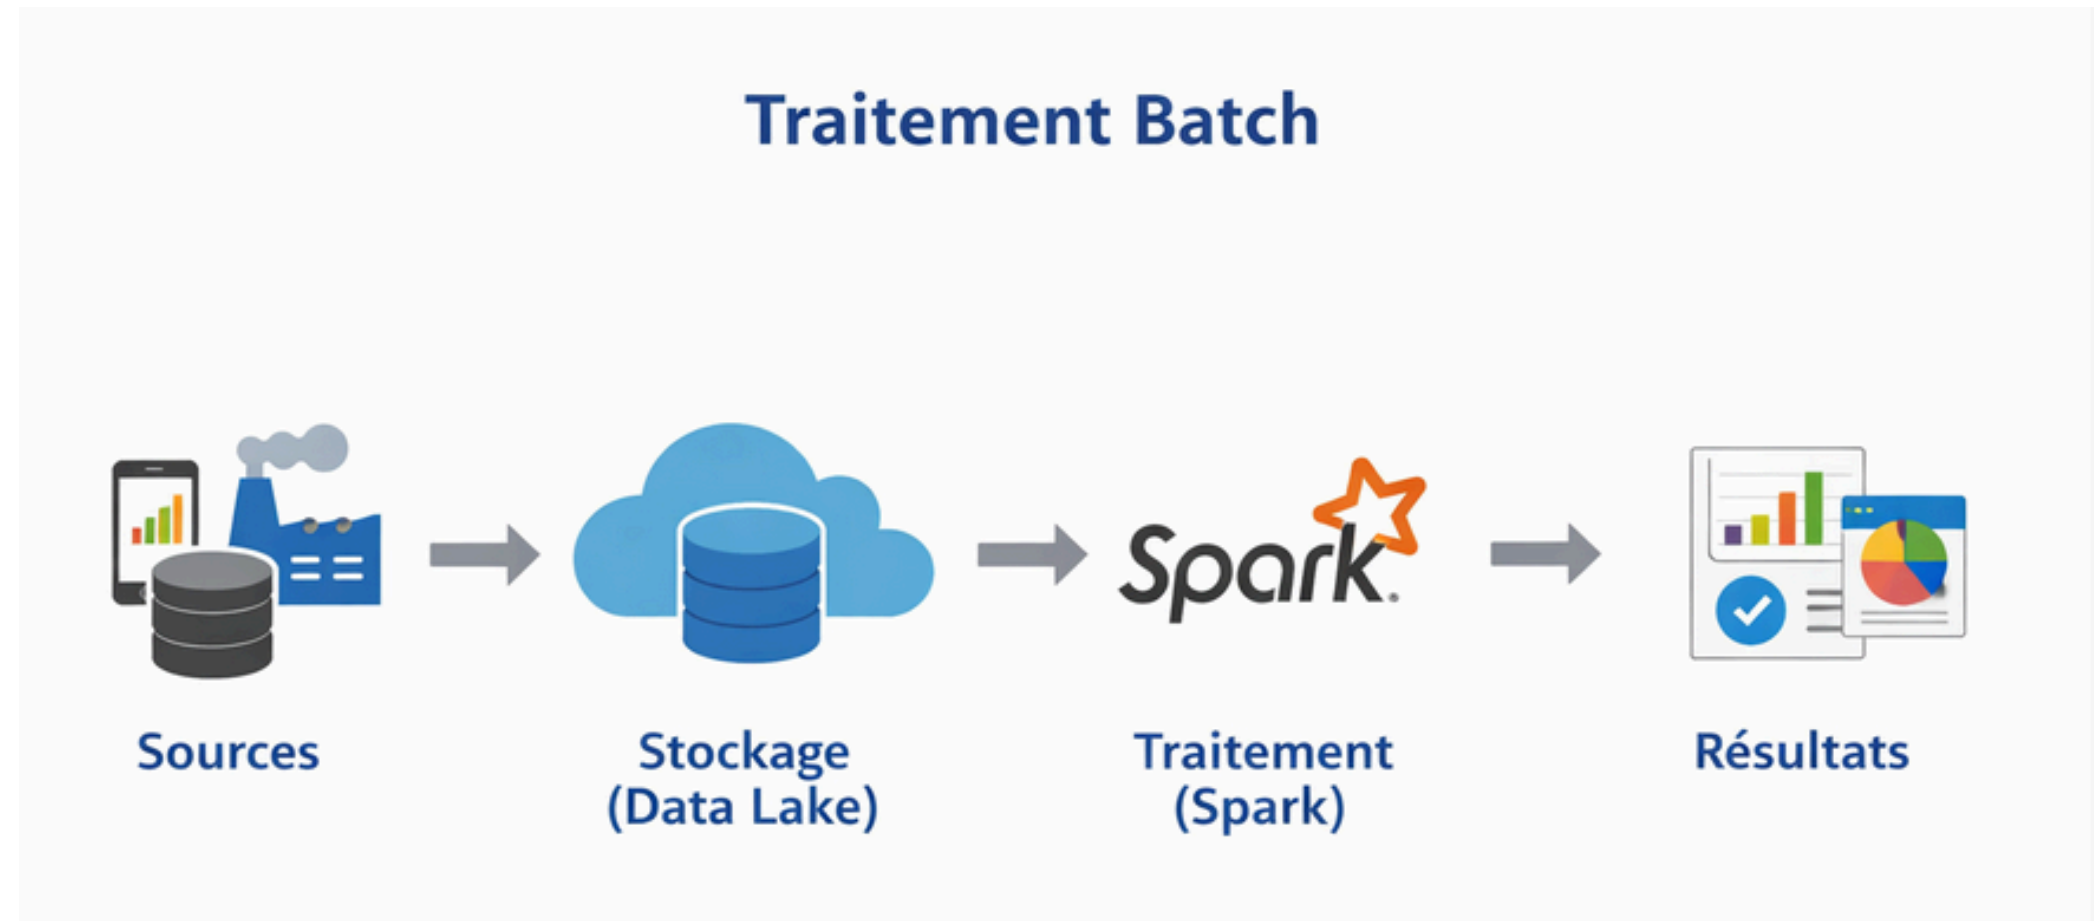 Traitement Batch
Spark
Sources
Stockage
(Data Lake)
Traitement
(Spark)
Résultats